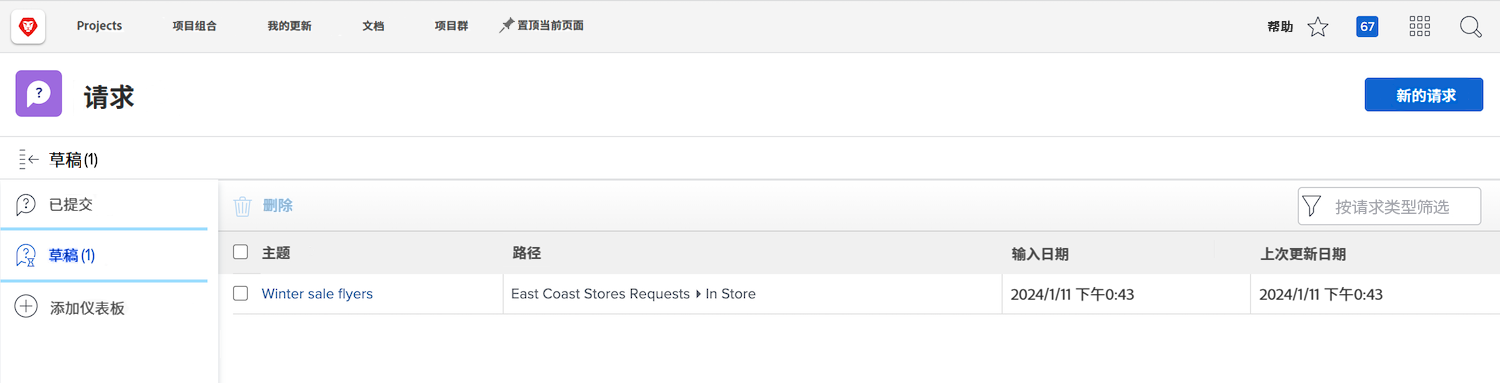 Projects 项目组合 我的更新 文档 项目群 置顶当前页面 帮助 67
? 请求 新的请求
草稿(1)
? 已提交
删除 按请求类型筛选
? 草稿(1)
主题 路径 输入日期 上次更新日期
Winter sale flyers East Coast Stores Requests In Store 2024/1/11 下午0:43 2024/1/11 下午0:43
添加仪表板